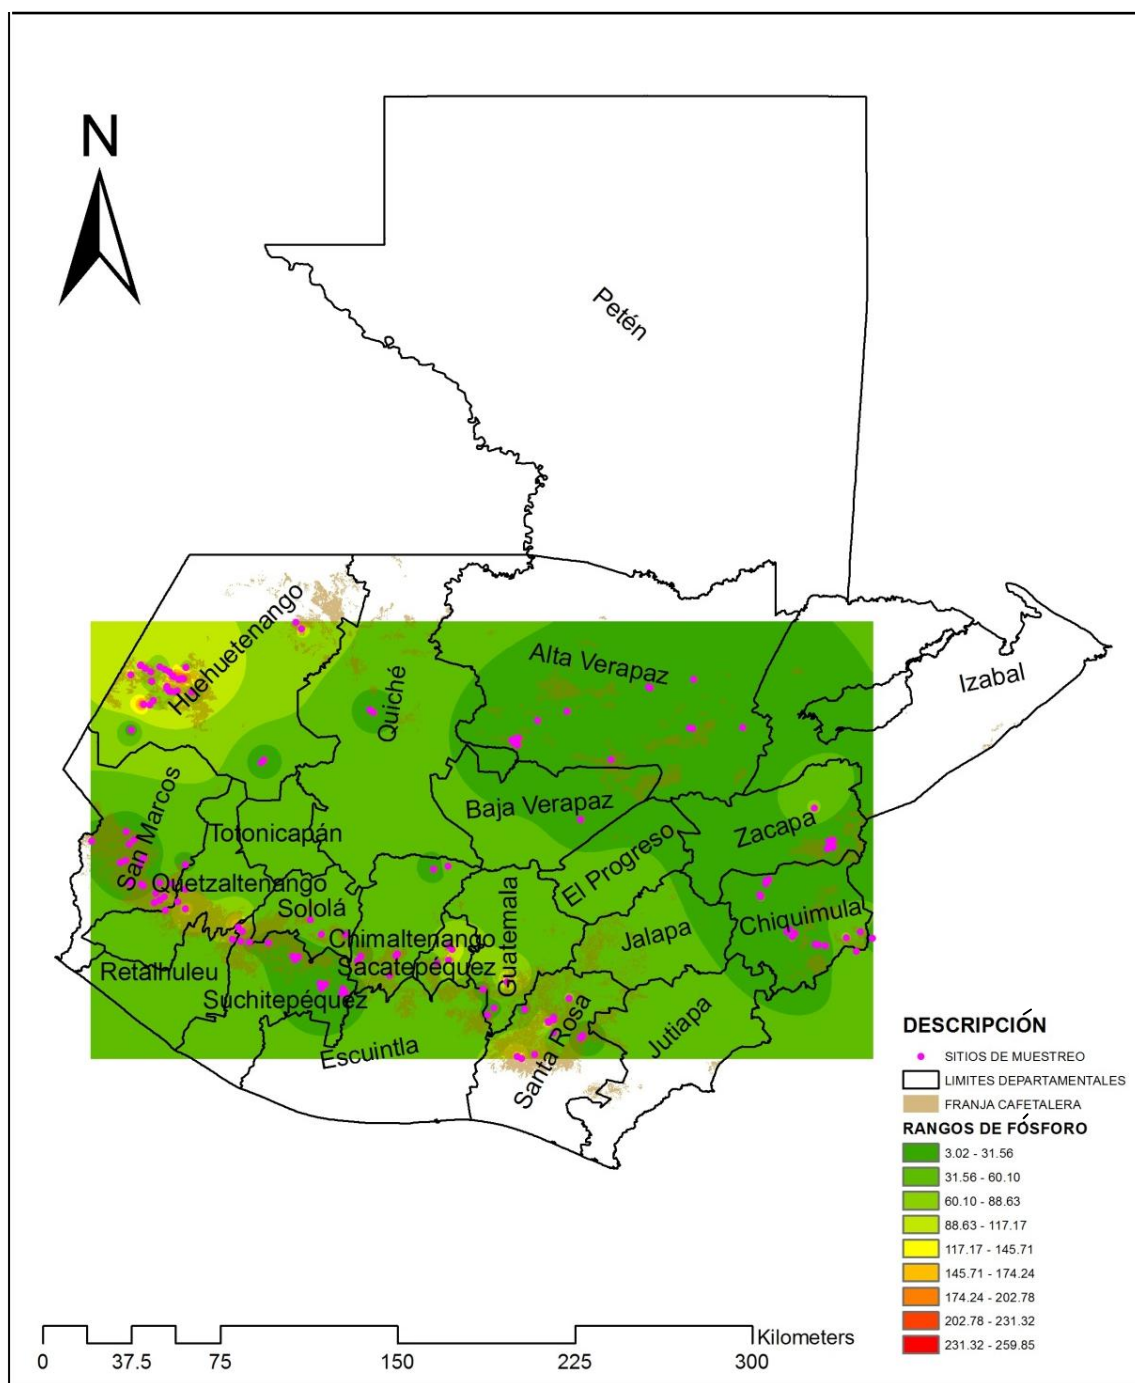 N
Petén
Huehuetenango
Quiché
Alta Verapaz
Izabal
San Marcos
Totonicapán
Baja Verapaz
El Progreso
Zacapa
Quetzaltenango
Sololá
Chimaltenango
Guatemala
Jalapa
Chiquimula
Retalhuleu
Suchitepéquez
Sacatepéquez
Escuintla
Santa Rosa
Jutiapa
DESCRIPCIÓN
SITIOS DE MUESTREO
LIMITES DEPARTAMENTALES
FRANJA CAFETALERA
RANGOS DE FÓSFORO
3.02 - 31.56
31.56 - 60.10
60.10 - 88.63
88.63 - 117.17
117.17 - 145.71
145.71 - 174.24
174.24 - 202.78
202.78 - 231.32
231.32 - 259.85
Kilometers
0 37.5 75 150 225 300